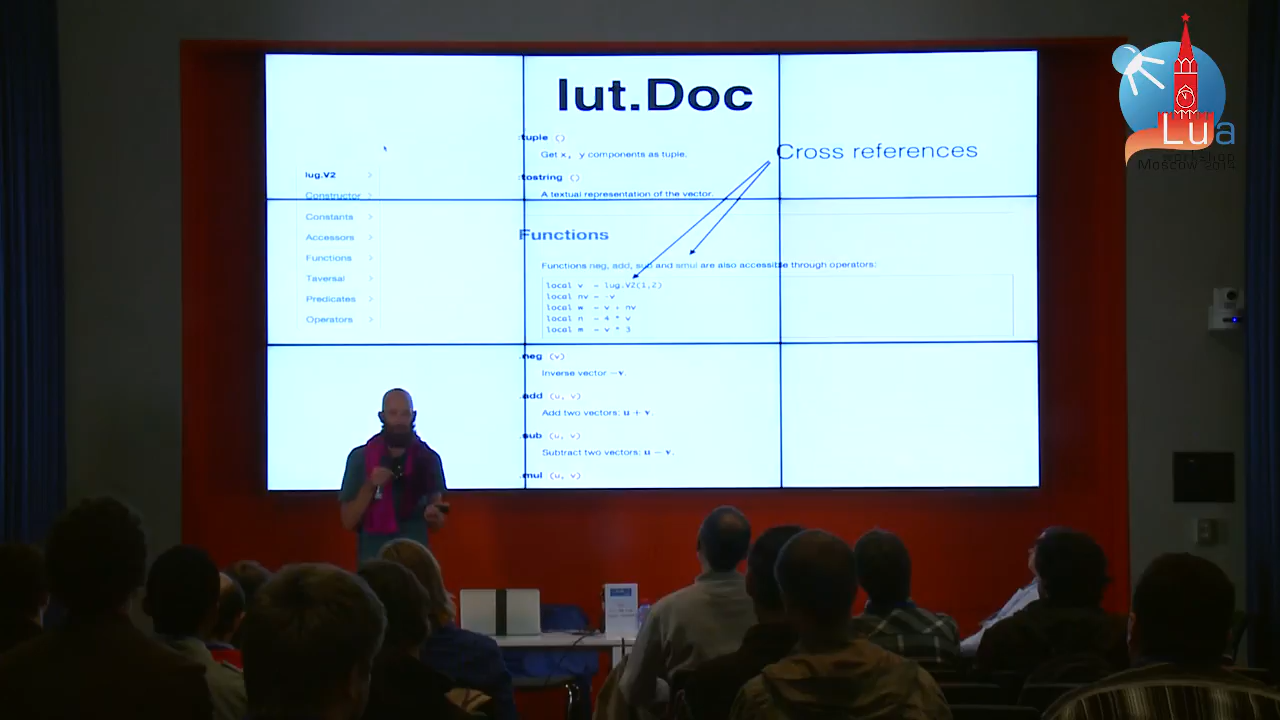 lut.Doc
:tuple ()
Get x, y components as tuple.
Cross references
:tostring ()
A textual representation of the vector.
lug.V2 >
Constructor >
Constants >
Accessors >
Functions >
Taversal >
Predicates >
Operators >
Functions
Functions neg, add, sub and smul are also accessible through operators:
local v = lug.V2(1,2)
local nv = -v
local w = v + nv
local n = 4 * v
local m = v * 3
.neg (v)
Inverse vector −v.
.add (u, v)
Add two vectors: u + v.
.sub (u, v)
Subtract two vectors: u − v.
.mul (u, v)
Lua
workshop
Moscow 2014